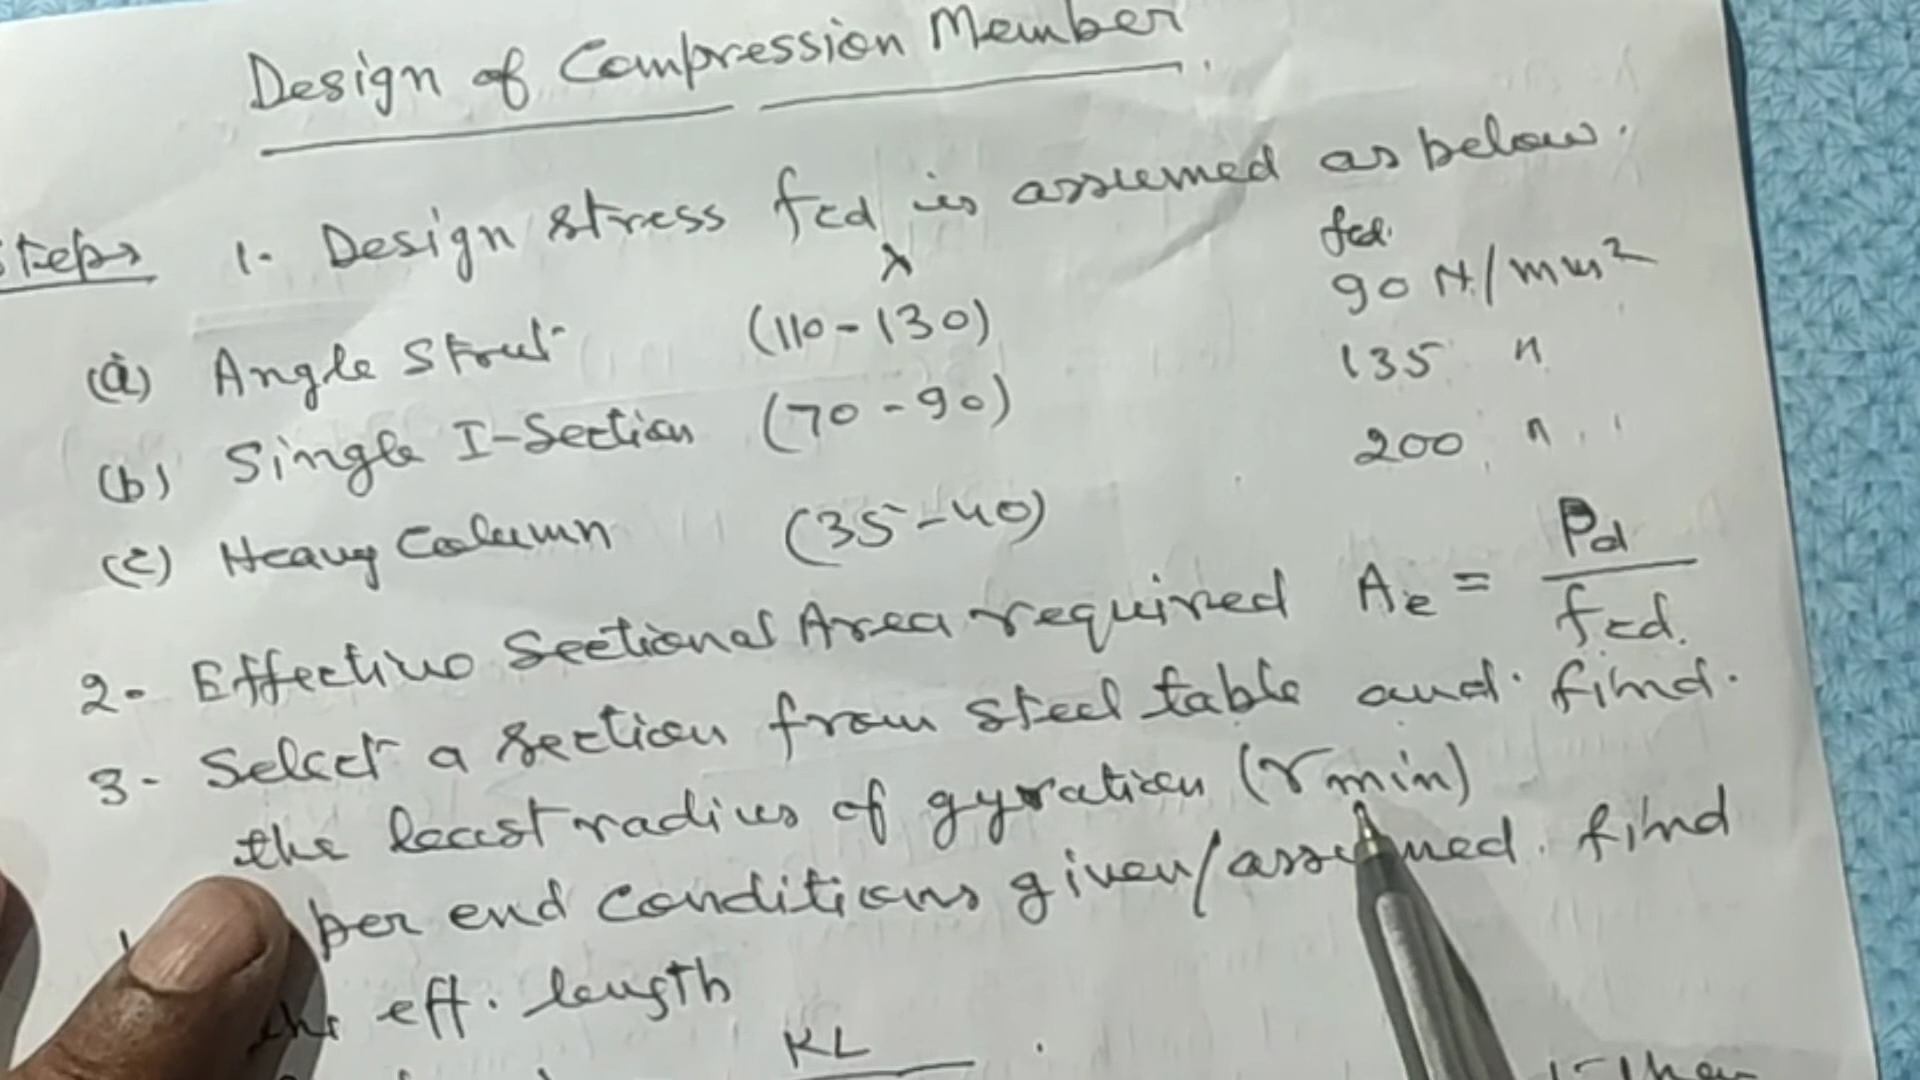 Design of Compression Member
Steps 1. Design stress fcd is assumed as below.
λ fcd.
(a) Angle Strut (110-130) 90 N/mm²
(b) Single I-Section (70-90) 135 "
(c) Heavy Column (35-40) 200 "
2- Effective Sectional Area required Ae = Pd / fcd.
3- Select a section from steel table and find
the least radius of gyration (rmin)
per end conditions given/assumed. find
the eff. length
KL